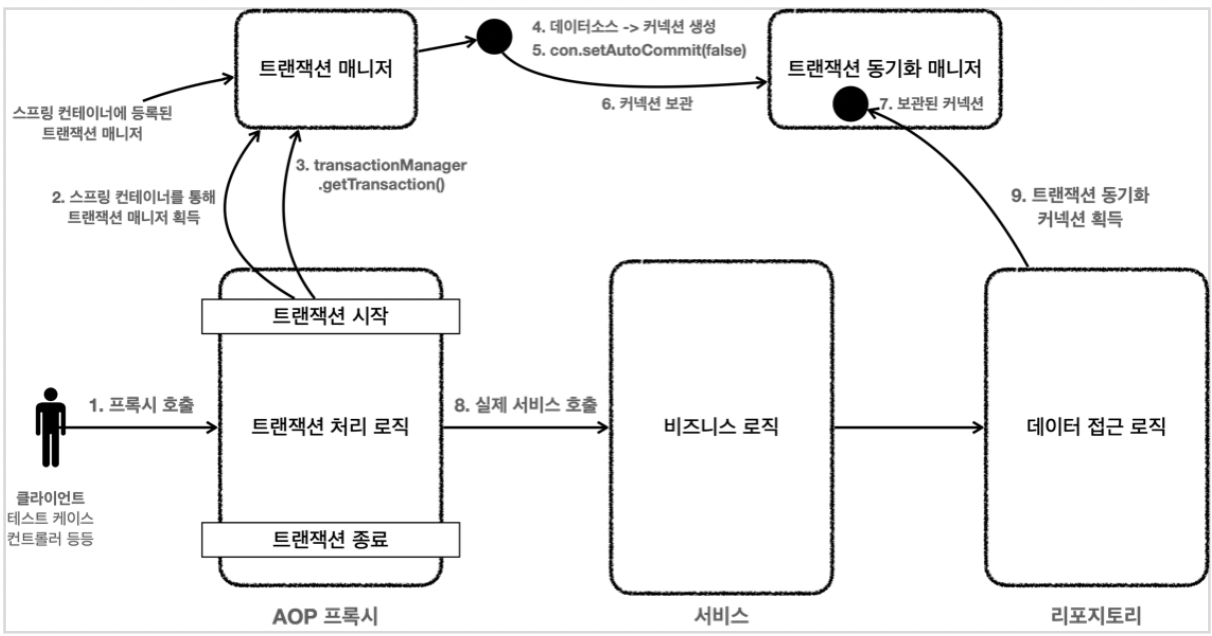 트랜잭션 매니저
4. 데이터소스 -> 커넥션 생성
5. con.setAutoCommit(false)
트랜잭션 동기화 매니저
6. 커넥션 보관
7. 보관된 커넥션
스프링 컨테이너에 등록된
트랜잭션 매니저
3. transactionManager
.getTransaction()
2. 스프링 컨테이너를 통해
트랜잭션 매니저 획득
9. 트랜잭션 동기화
커넥션 획득
트랜잭션 시작
1. 프록시 호출
트랜잭션 처리 로직
8. 실제 서비스 호출
비즈니스 로직
데이터 접근 로직
클라이언트
테스트 케이스
컨트롤러 등등
트랜잭션 종료
AOP 프록시
서비스
리포지토리